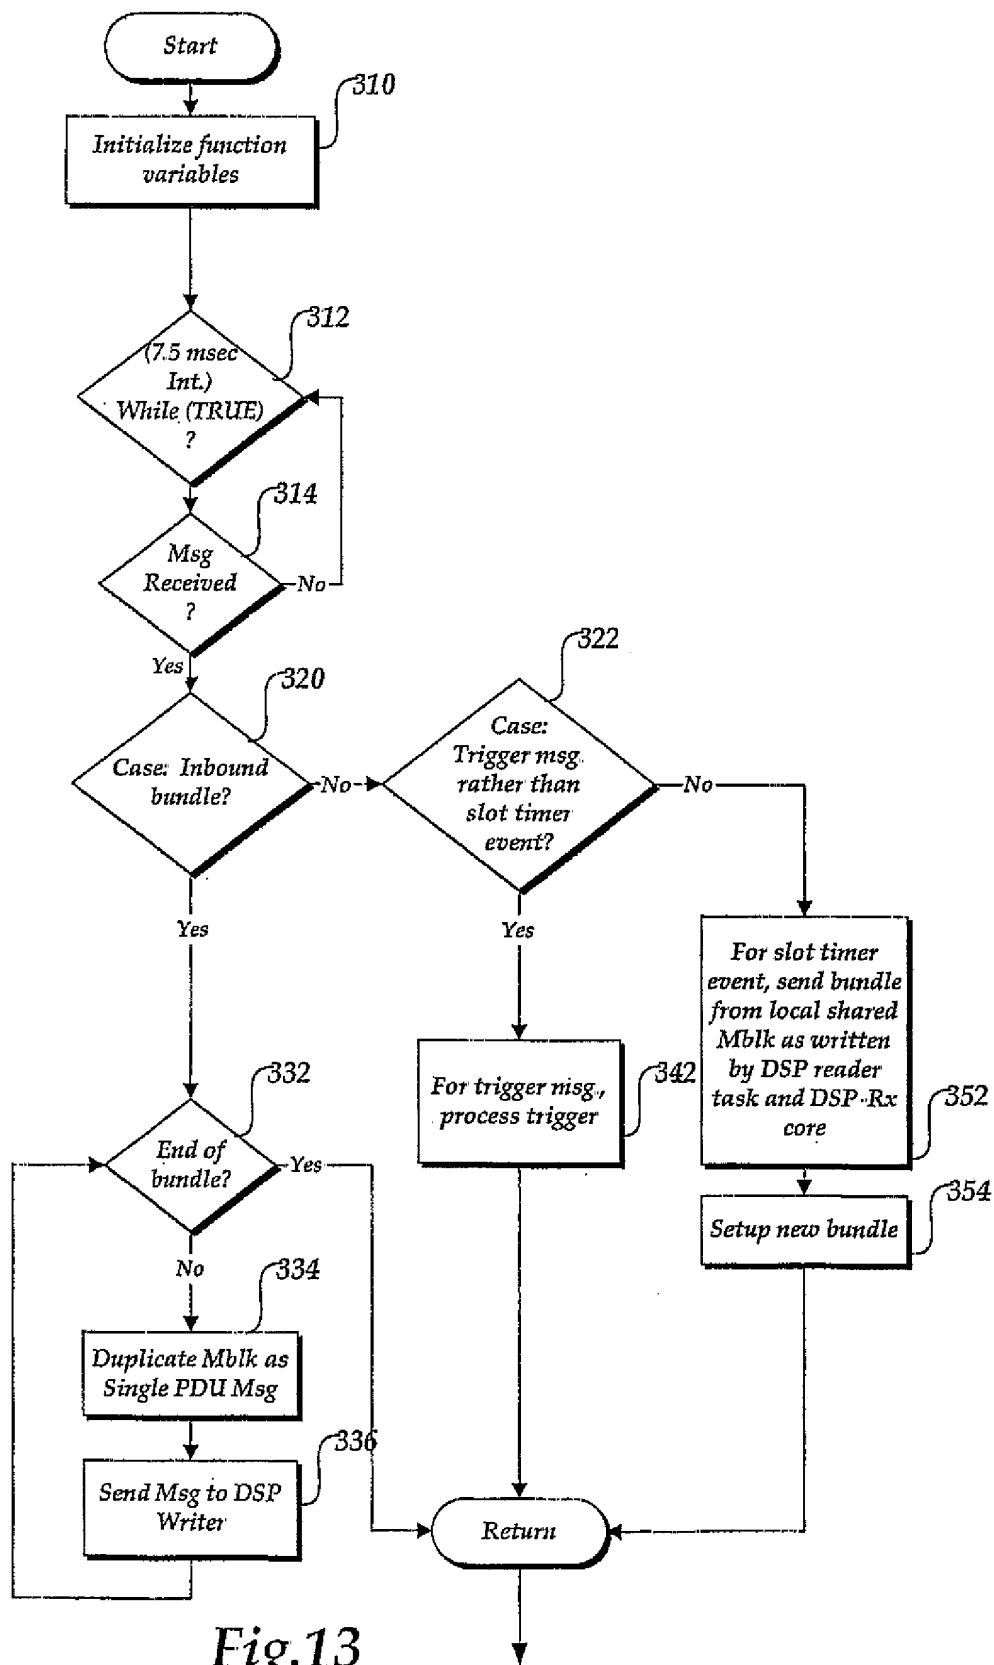 Start
310
Initialize function
variables
312
(7.5 msec
Int.)
While (TRUE)
?
314
Msg
Received
?
No
Yes
320
Case: Inbound
bundle?
No
322
Case:
Trigger msg.
rather than
slot timer
event?
No
Yes
Yes
For slot timer
event, send bundle
from local shared
Mblk as written
by DSP reader
task and DSP-Rx
core
352
For trigger msg.,
process trigger
342
332
End of
bundle?
Yes
No
354
Setup new bundle
334
Duplicate Mblk as
Single PDU Msg
336
Send Msg to DSP
Writer
Return
Fig.13